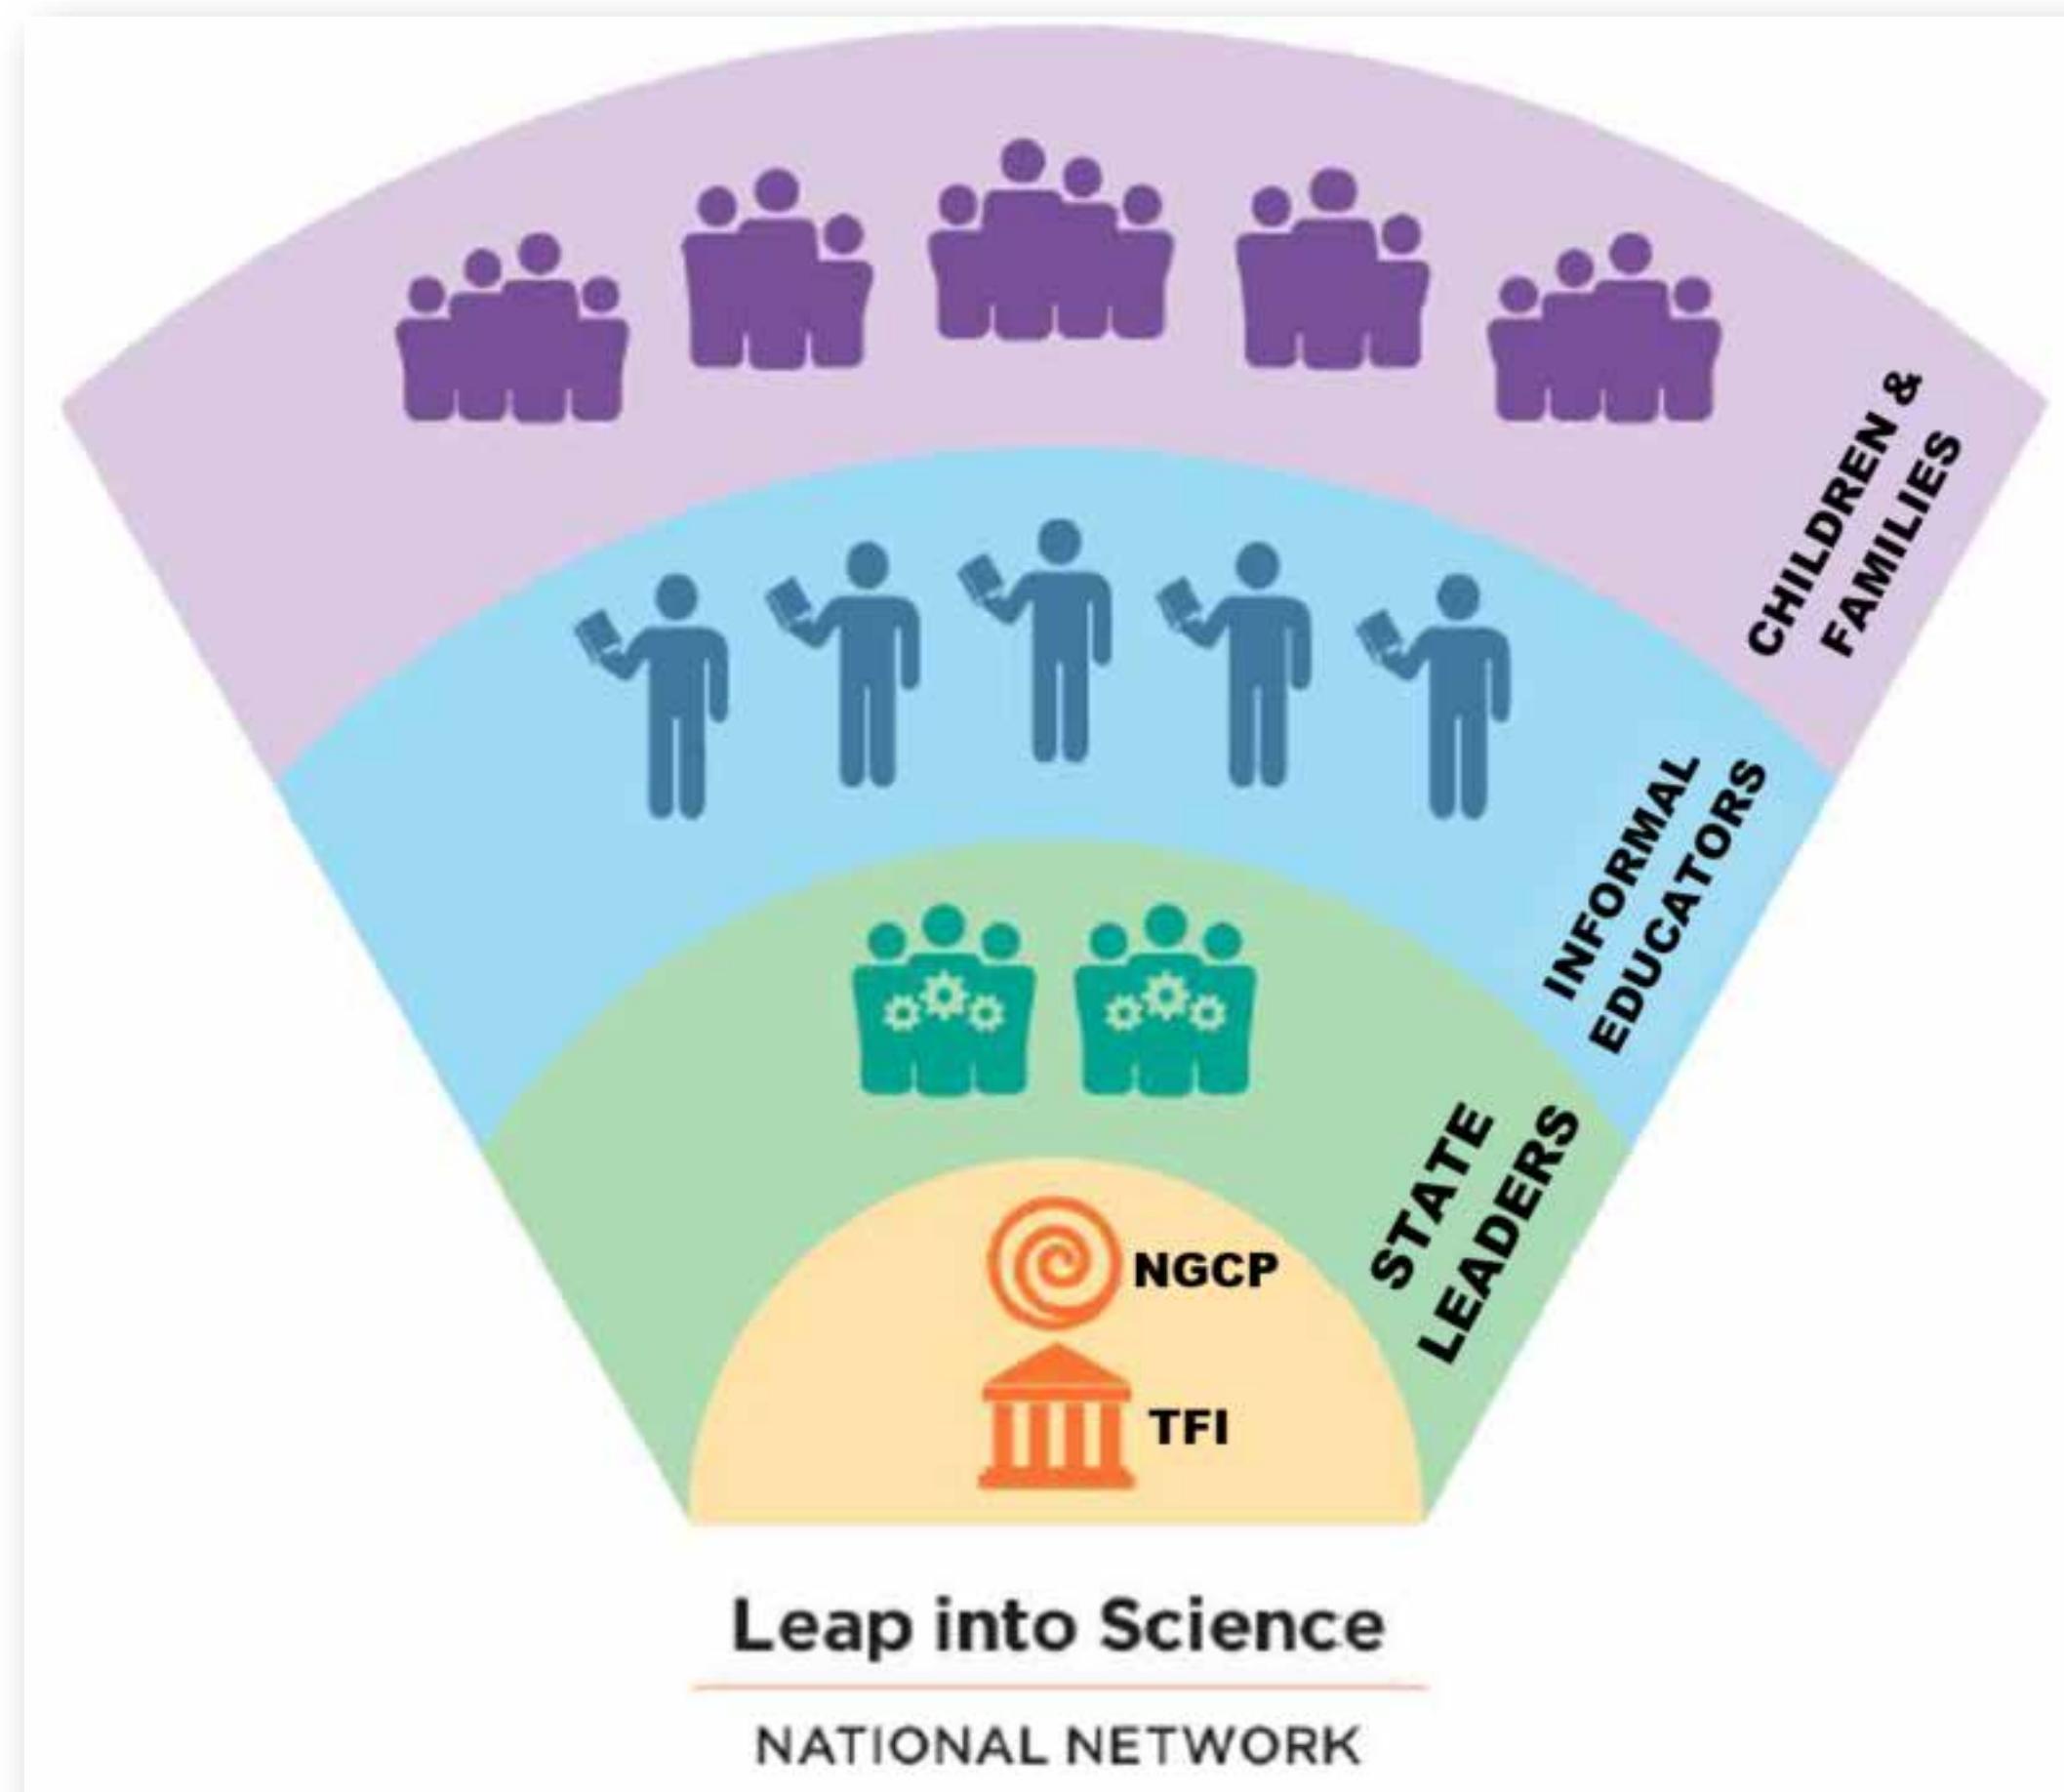 CHILDREN &
FAMILIES
INFORMAL
EDUCATORS
STATE
LEADERS
NGCP
TFI
Leap into Science
NATIONAL NETWORK